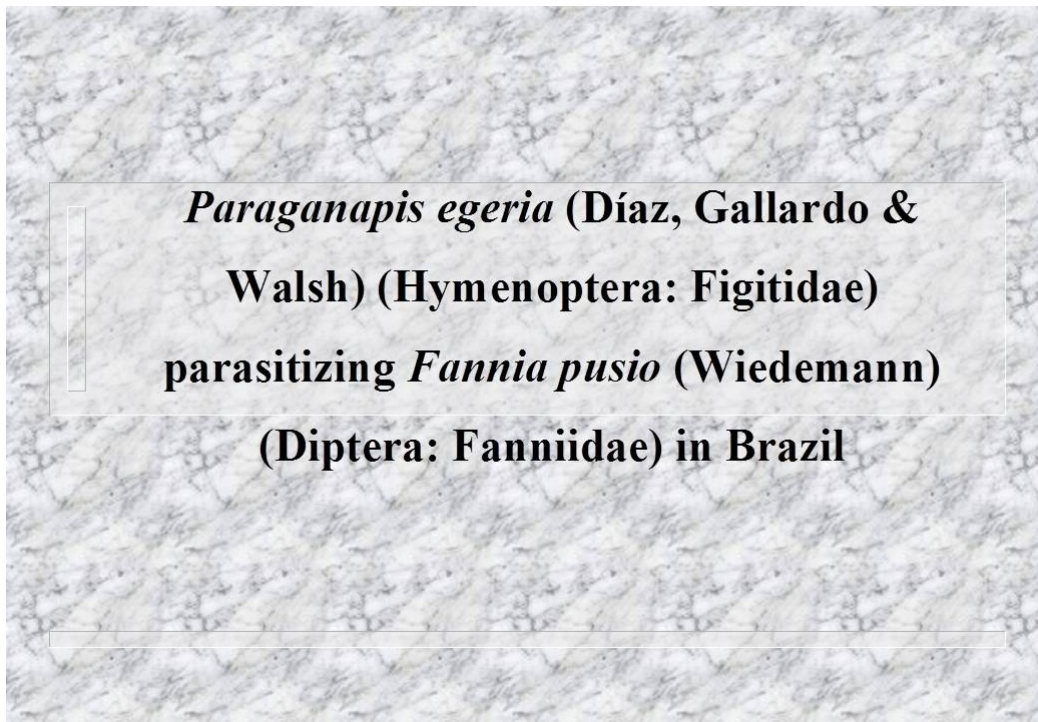 Paraganapis egeria (Díaz, Gallardo &
Walsh) (Hymenoptera: Figitidae)
parasitizing Fannia pusio (Wiedemann)
(Diptera: Fanniidae) in Brazil